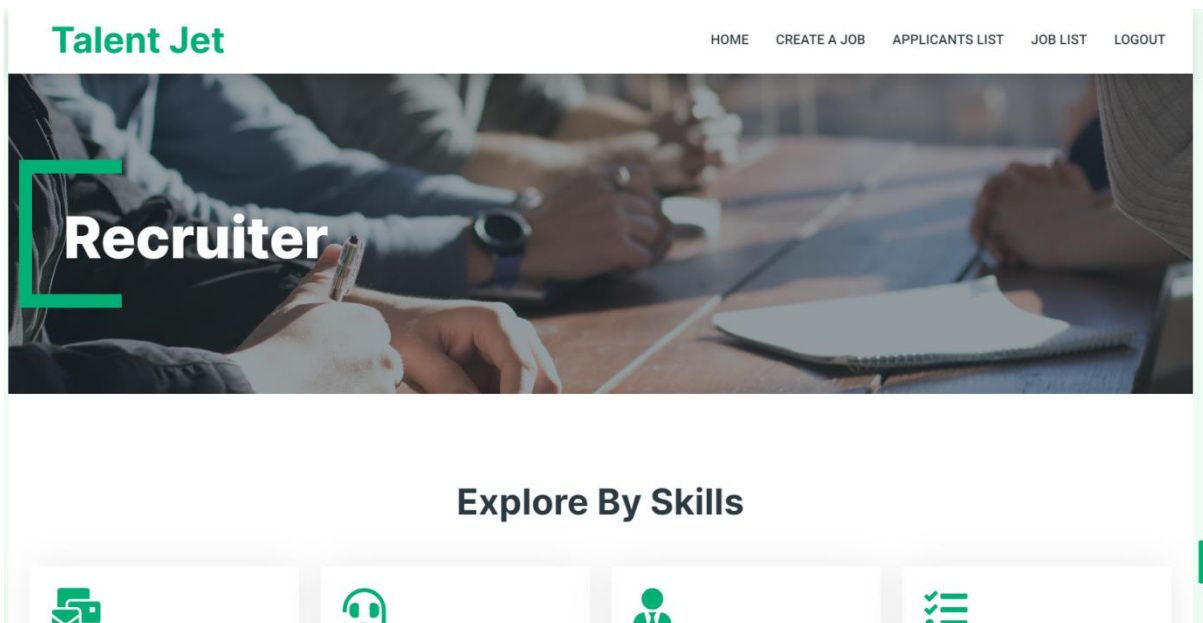 Talent Jet
HOME CREATE A JOB APPLICANTS LIST JOB LIST LOGOUT
Recruiter
Explore By Skills